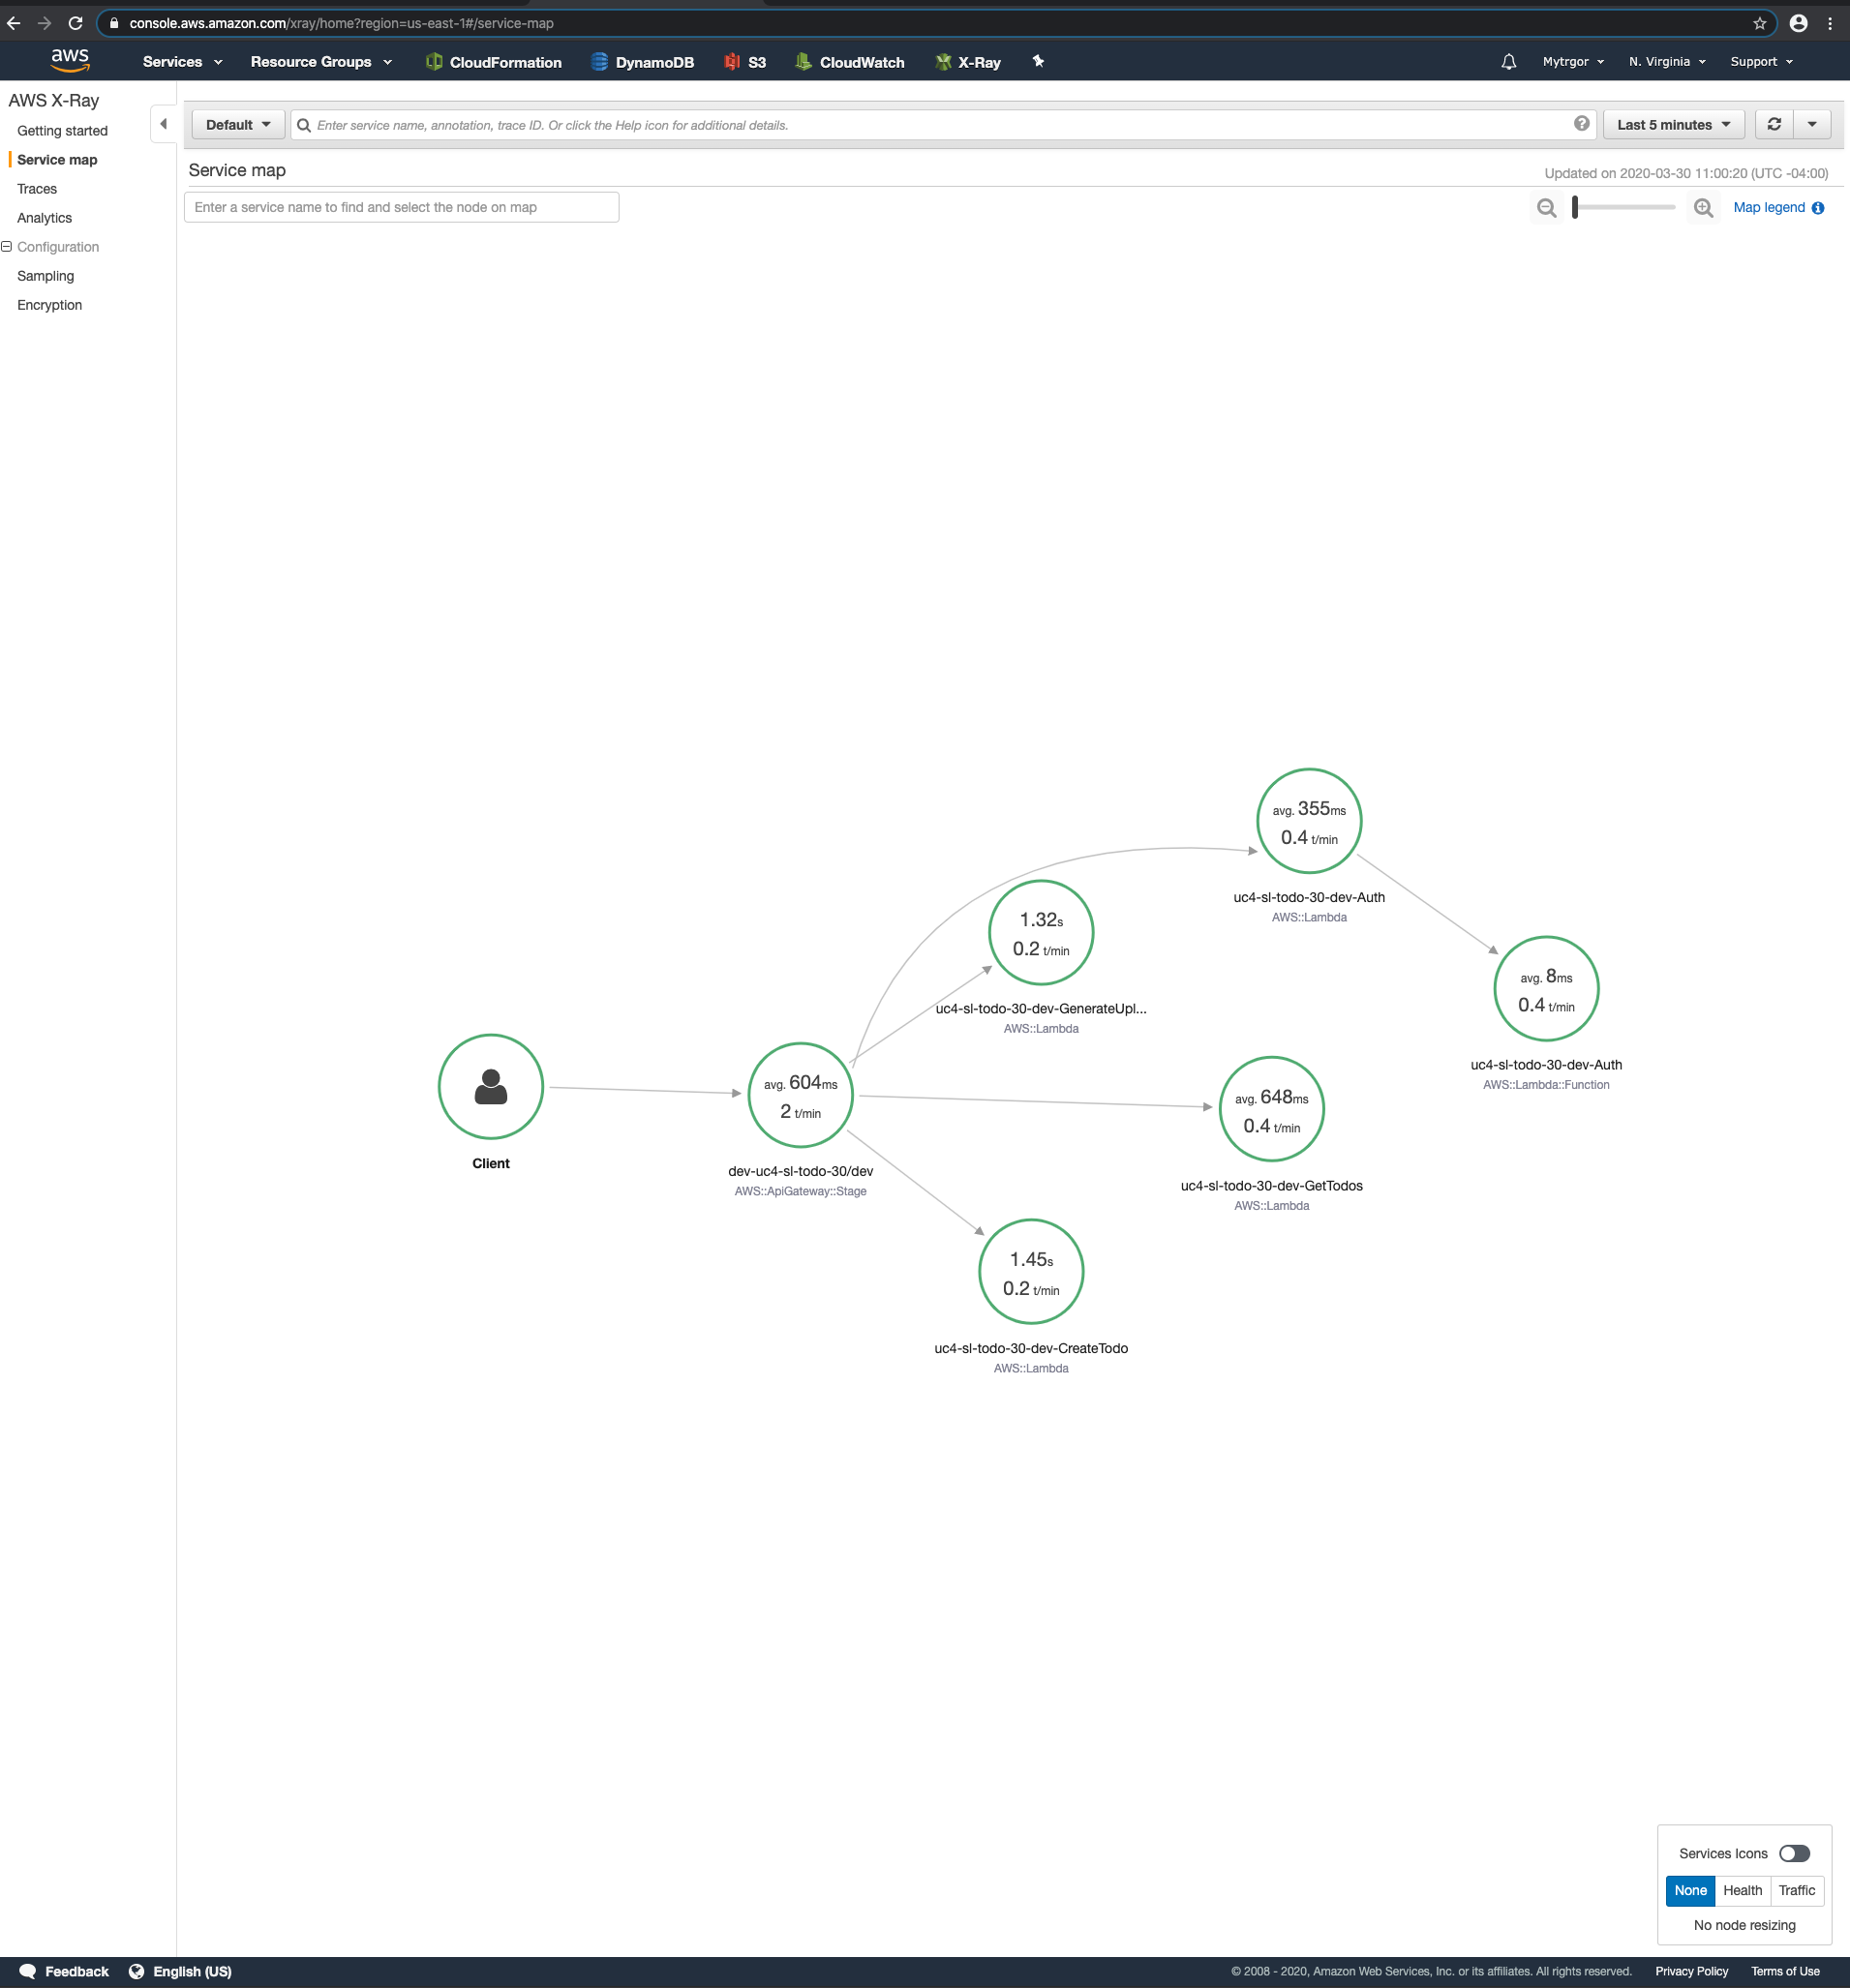 console.aws.amazon.com/xray/home?region=us-east-1#/service-map
aws Services Resource Groups CloudFormation DynamoDB S3 CloudWatch X-Ray Mytrgor N. Virginia Support
AWS X-Ray
Getting started
Service map
Traces
Analytics
Configuration
Sampling
Encryption
Default Enter service name, annotation, trace ID. Or click the Help icon for additional details. Last 5 minutes
Service map
Updated on 2020-03-30 11:00:20 (UTC -04:00)
Enter a service name to find and select the node on map
Map legend
avg. 355ms
0.4 t/min
uc4-sl-todo-30-dev-Auth
AWS::Lambda
1.32s
0.2 t/min
uc4-sl-todo-30-dev-GenerateUpl...
AWS::Lambda
avg. 8ms
0.4 t/min
uc4-sl-todo-30-dev-Auth
AWS::Lambda::Function
Client
avg. 604ms
2 t/min
dev-uc4-sl-todo-30/dev
AWS::ApiGateway::Stage
avg. 648ms
0.4 t/min
uc4-sl-todo-30-dev-GetTodos
AWS::Lambda
1.45s
0.2 t/min
uc4-sl-todo-30-dev-CreateTodo
AWS::Lambda
Services Icons
None Health Traffic
No node resizing
Feedback English (US) © 2008 - 2020, Amazon Web Services, Inc. or its affiliates. All rights reserved. Privacy Policy Terms of Use